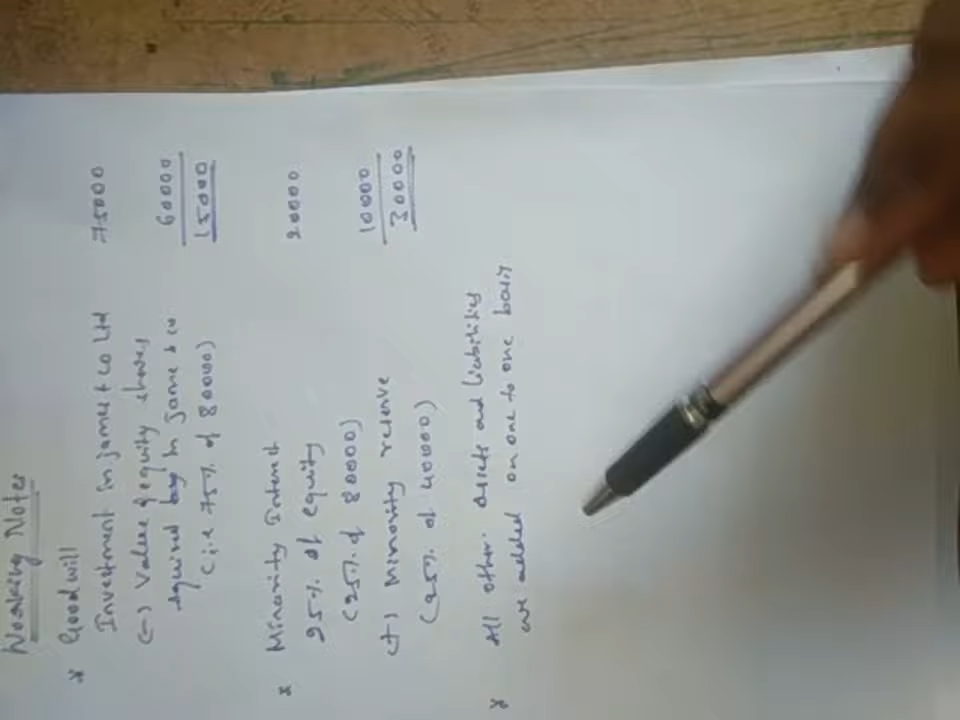 Working Notes
* Goodwill
Investment in james & co Ltd 75000
(-) Value of equity shares
equired by in jame & co 60000
(i.e 75% of 80000) 15000
* Minority Interest
25% of equity 20000
(25% of 80000)
(+) Minority reserve 10000
(25% of 40000) 30000
* All other assets and liabilities
are added on one to one basis